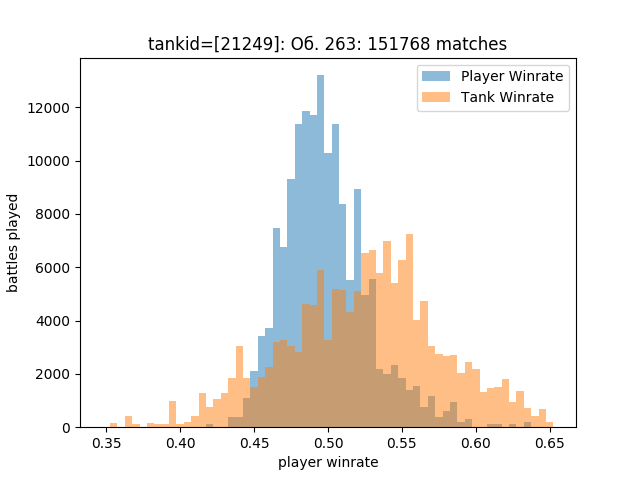 tankid=[21249]: Об. 263: 151768 matches
Player Winrate
Tank Winrate
battles played
12000
10000
8000
6000
4000
2000
0
0.35 0.40 0.45 0.50 0.55 0.60 0.65
player winrate